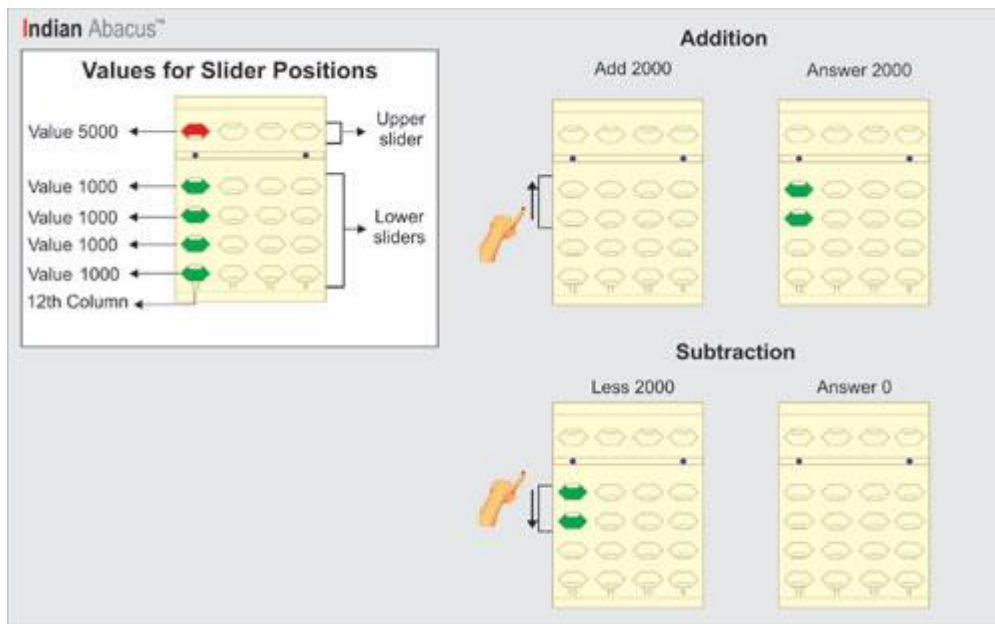 Indian Abacus™
Values for Slider Positions
Value 5000
Upper
slider
Value 1000
Value 1000
Value 1000
Value 1000
Lower
sliders
12th Column
Addition
Add 2000
Answer 2000
Subtraction
Less 2000
Answer 0